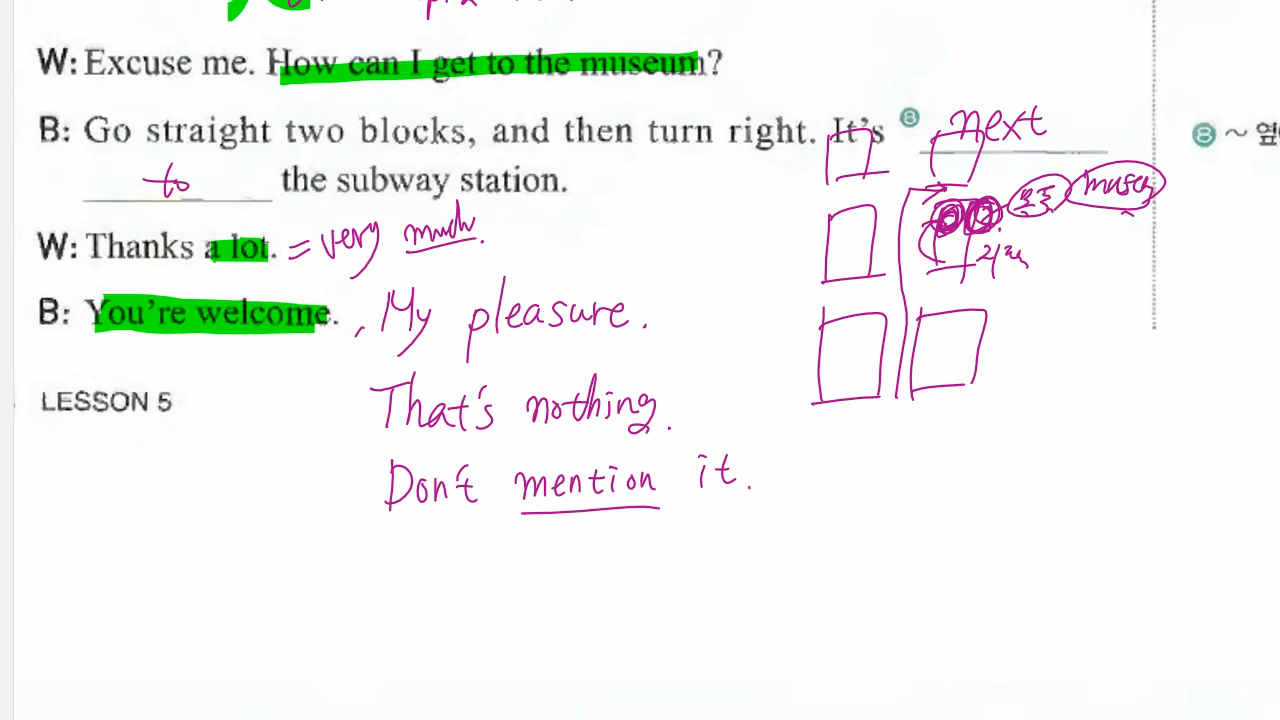 W: Excuse me. How can I get to the museum?
B: Go straight two blocks, and then turn right. It's ⑧ next
to the subway station.
⑧ ~ 옆에
W: Thanks a lot. = very much.
B: You're welcome. , My pleasure.
That's nothing.
Don't mention it.
LESSON 5